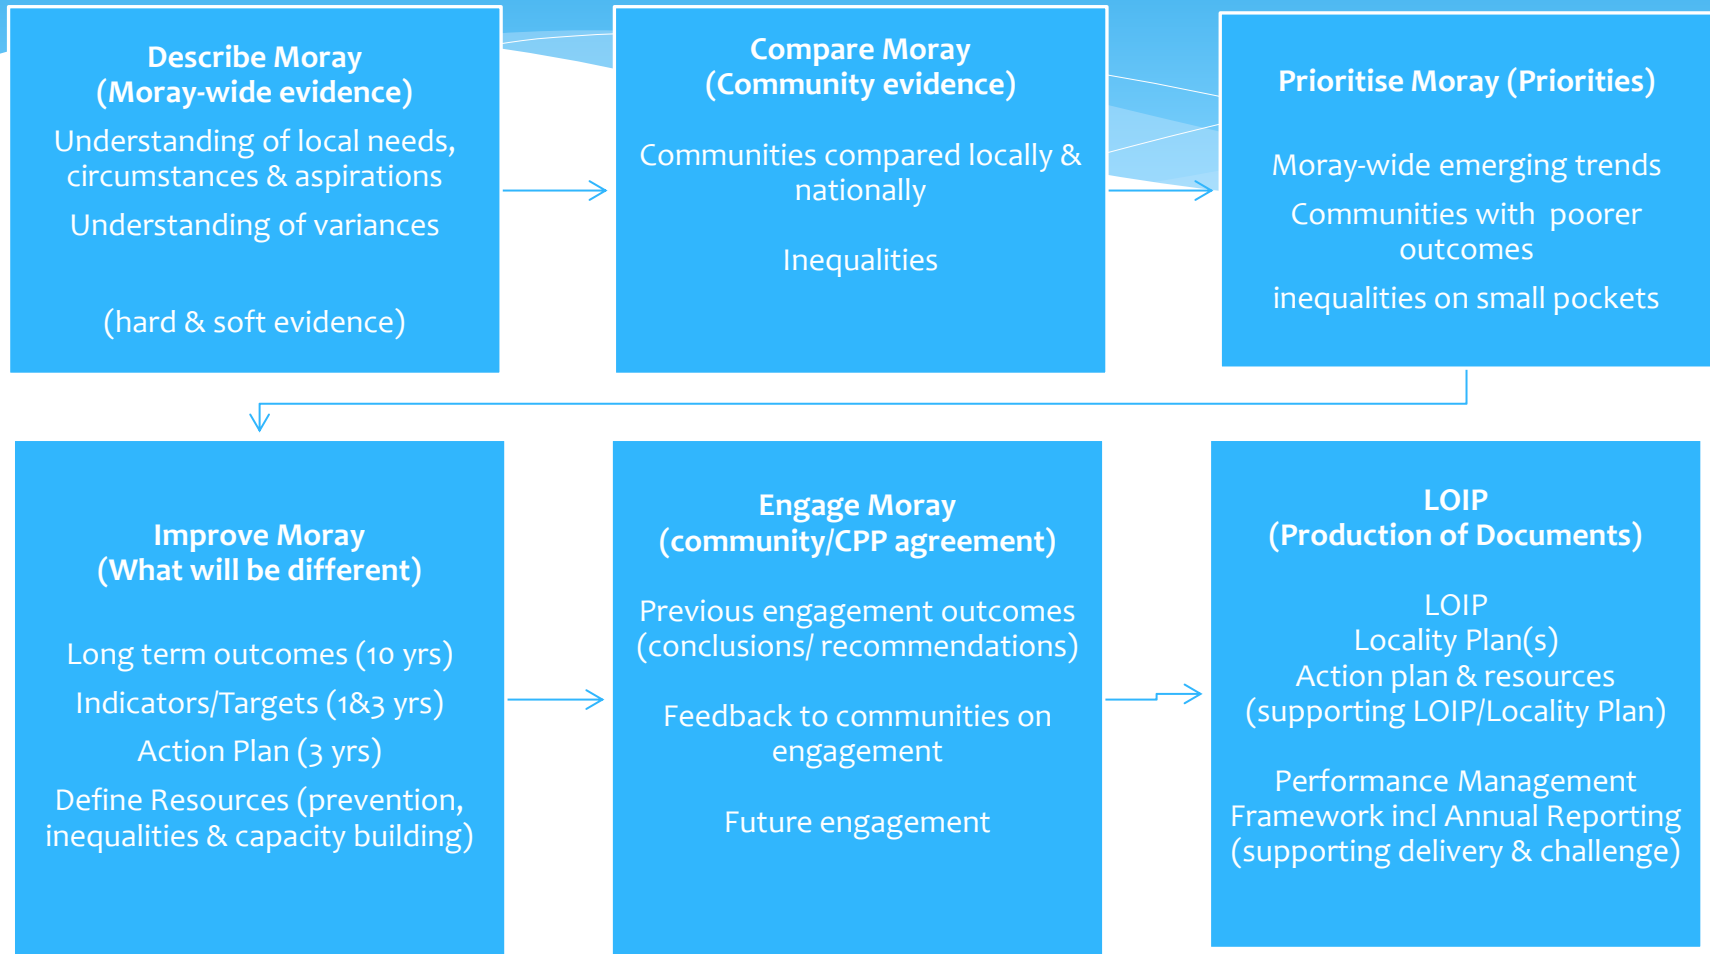 Describe Moray
(Moray-wide evidence)
Understanding of local needs,
circumstances & aspirations
Understanding of variances
(hard & soft evidence)
Compare Moray
(Community evidence)
Communities compared locally &
nationally
Inequalities
Prioritise Moray (Priorities)
Moray-wide emerging trends
Communities with poorer
outcomes
inequalities on small pockets
Improve Moray
(What will be different)
Long term outcomes (10 yrs)
Indicators/Targets (1&3 yrs)
Action Plan (3 yrs)
Define Resources (prevention,
inequalities & capacity building)
Engage Moray
(community/CPP agreement)
Previous engagement outcomes
(conclusions/ recommendations)
Feedback to communities on
engagement
Future engagement
LOIP
(Production of Documents)
LOIP
Locality Plan(s)
Action plan & resources
(supporting LOIP/Locality Plan)
Performance Management
Framework incl Annual Reporting
(supporting delivery & challenge)